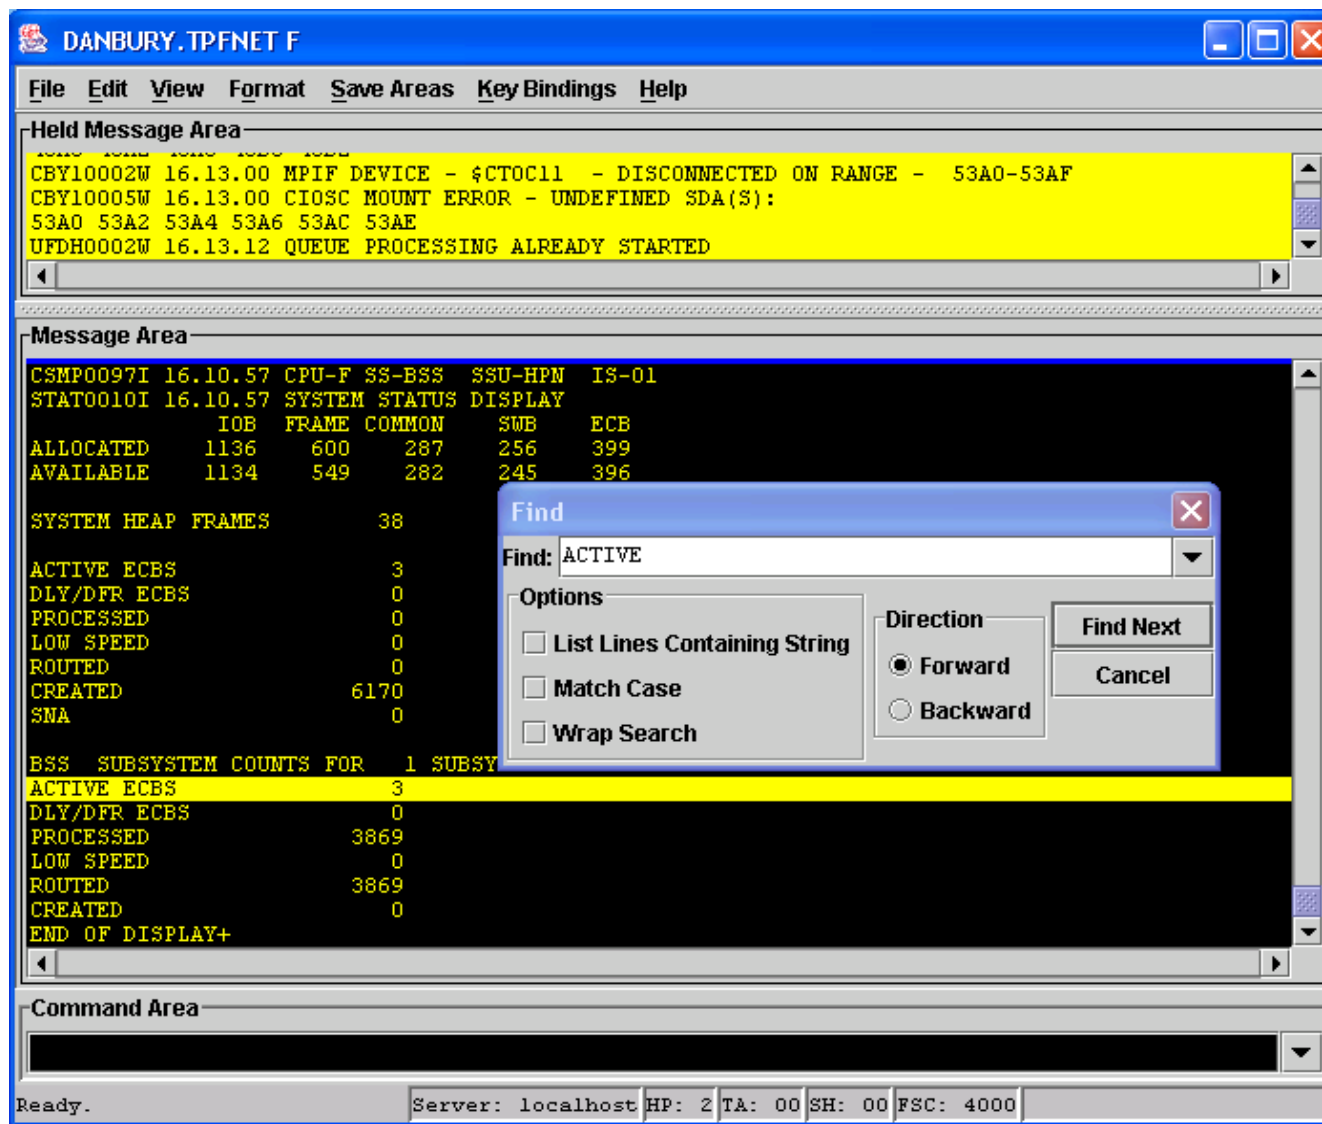 DANBURY.TPFNET F
File Edit View Format Save Areas Key Bindings Help
Held Message Area
CBY10002W 16.13.00 MPIF DEVICE - $CTOC11  - DISCONNECTED ON RANGE -  53A0-53AF
CBY10005W 16.13.00 CIOSC MOUNT ERROR - UNDEFINED SDA(S):
53A0 53A2 53A4 53A6 53AC 53AE
UFDH0002W 16.13.12 QUEUE PROCESSING ALREADY STARTED
Message Area
CSMP0097I 16.10.57 CPU-F SS-BSS  SSU-HPN  IS-01
STAT0010I 16.10.57 SYSTEM STATUS DISPLAY
IOB  FRAME COMMON  SWB  ECB
ALLOCATED  1136  600  287  256  399
AVAILABLE  1134  549  282  245  396
SYSTEM HEAP FRAMES  38
ACTIVE ECBS  3
DLY/DFR ECBS  0
PROCESSED  0
LOW SPEED  0
ROUTED  0
CREATED  6170
SNA  0
BSS  SUBSYSTEM COUNTS FOR  1 SUBSY
ACTIVE ECBS  3
DLY/DFR ECBS  0
PROCESSED  3869
LOW SPEED  0
ROUTED  3869
CREATED  0
END OF DISPLAY+
Find
Find: ACTIVE
Options
List Lines Containing String
Match Case
Wrap Search
Direction
Forward
Backward
Find Next
Cancel
Command Area
Ready. Server: localhost HP: 2 TA: 00 SH: 00 FSC: 4000